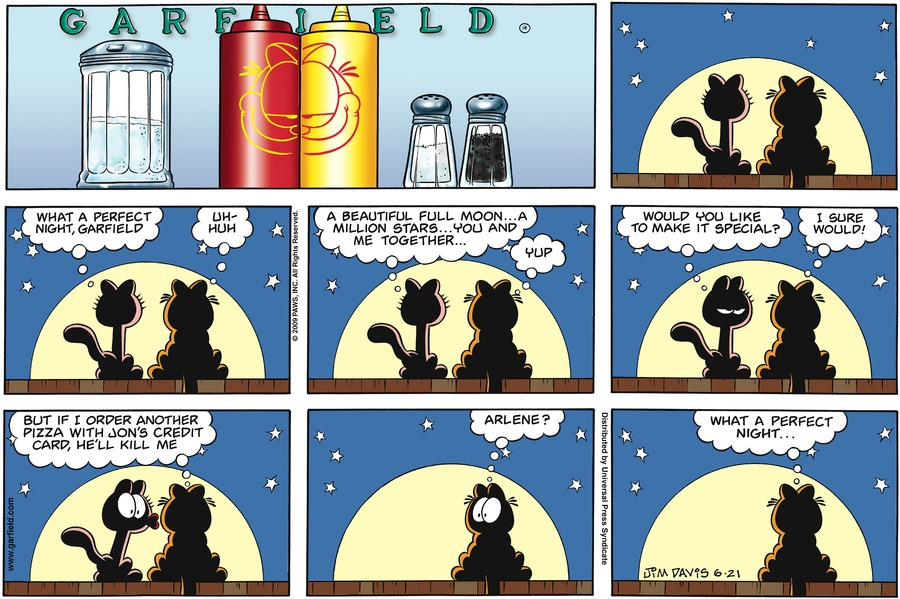 GARFIELD
WHAT A PERFECT
NIGHT, GARFIELD
UH-
HUH
© 2009 PAWS, INC. All Rights Reserved.
A BEAUTIFUL FULL MOON...A
MILLION STARS...YOU AND
ME TOGETHER...
YUP
WOULD YOU LIKE
TO MAKE IT SPECIAL?
I SURE
WOULD!
www.garfield.com
BUT IF I ORDER ANOTHER
PIZZA WITH JON'S CREDIT
CARD, HE'LL KILL ME
ARLENE?
Distributed by Universal Press Syndicate
WHAT A PERFECT
NIGHT...
JIM DAVIS 6·21